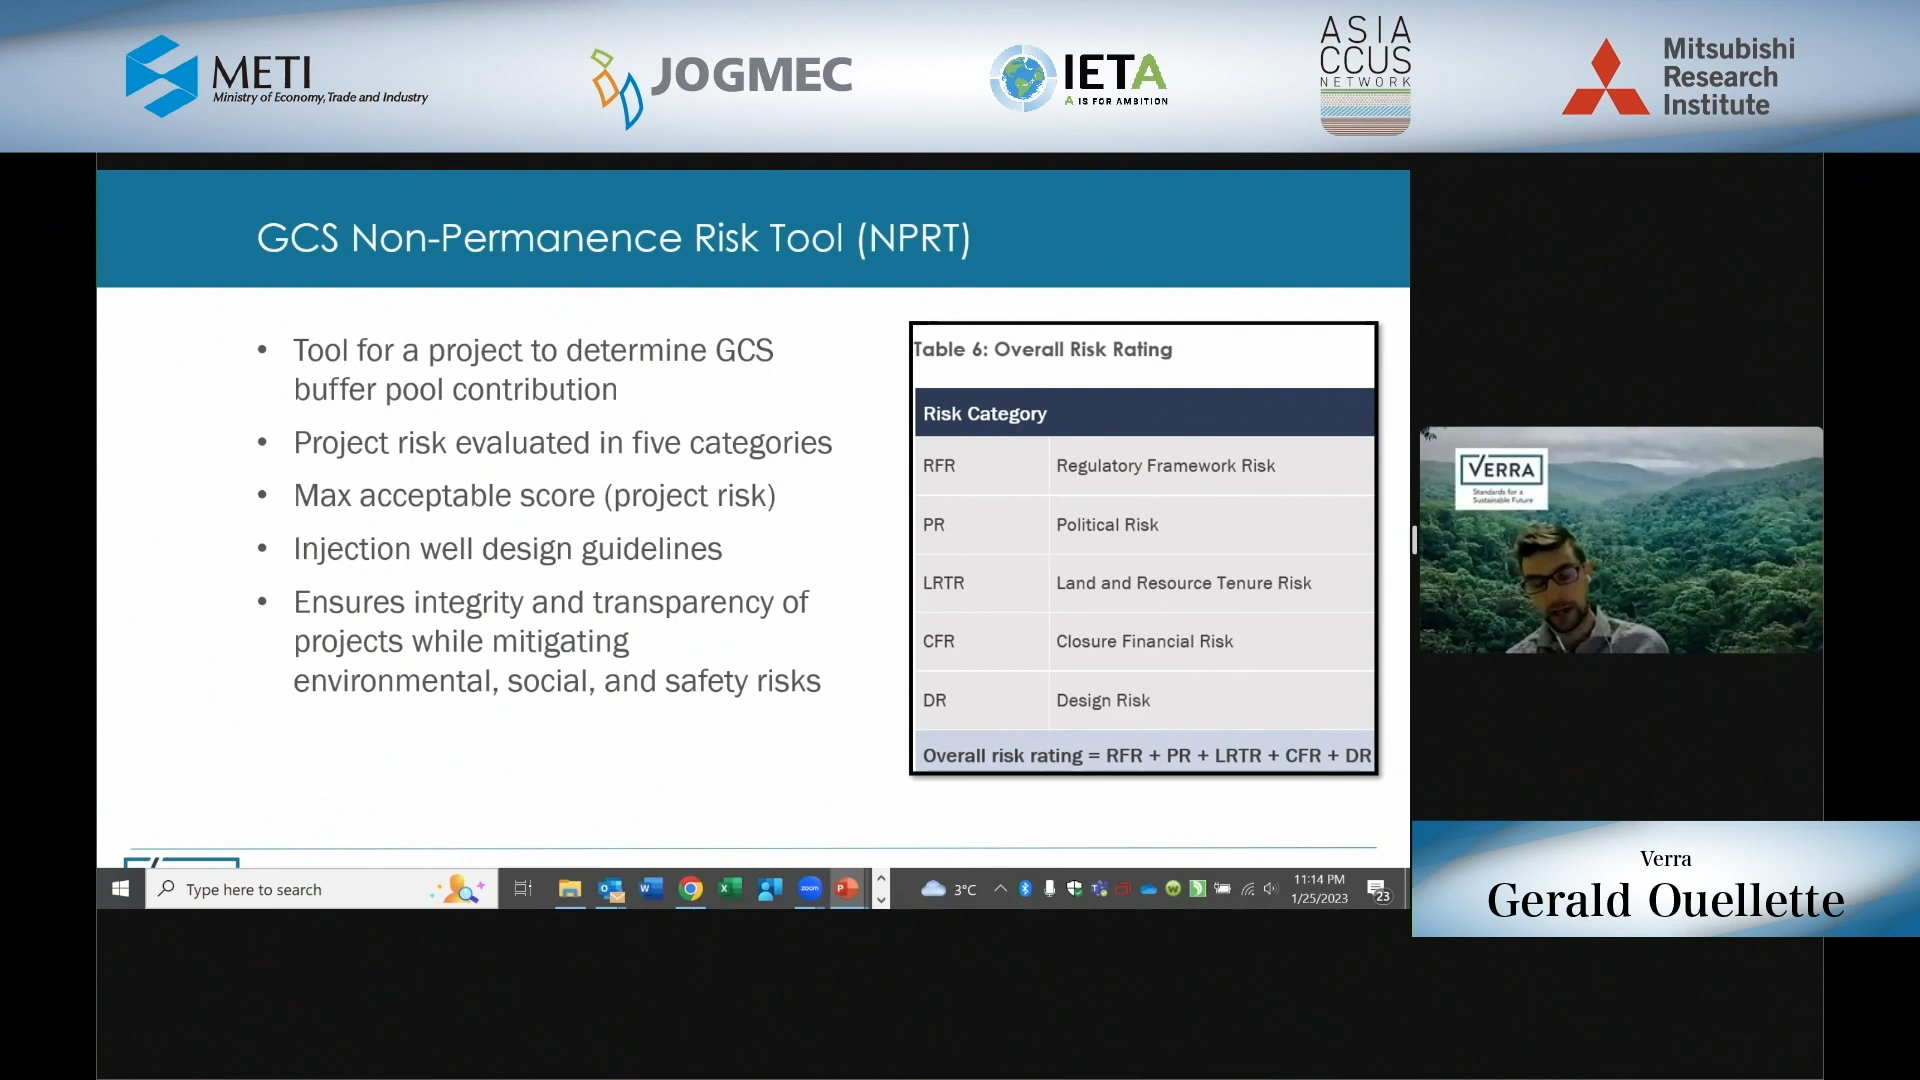 METI
Ministry of Economy, Trade and Industry
JOGMEC
IETA
A IS FOR AMBITION
ASIA
CCUS
NETWORK
Mitsubishi
Research
Institute
GCS Non-Permanence Risk Tool (NPRT)
• Tool for a project to determine GCS
buffer pool contribution
• Project risk evaluated in five categories
• Max acceptable score (project risk)
• Injection well design guidelines
• Ensures integrity and transparency of
projects while mitigating
environmental, social, and safety risks
Table 6: Overall Risk Rating
Risk Category
RFR Regulatory Framework Risk
PR Political Risk
LRTR Land and Resource Tenure Risk
CFR Closure Financial Risk
DR Design Risk
Overall risk rating = RFR + PR + LRTR + CFR + DR
VERRA
Standards for a
Sustainable Future
Verra
Gerald Ouellette
Type here to search
zoom
3°C
11:14 PM
1/25/2023
23